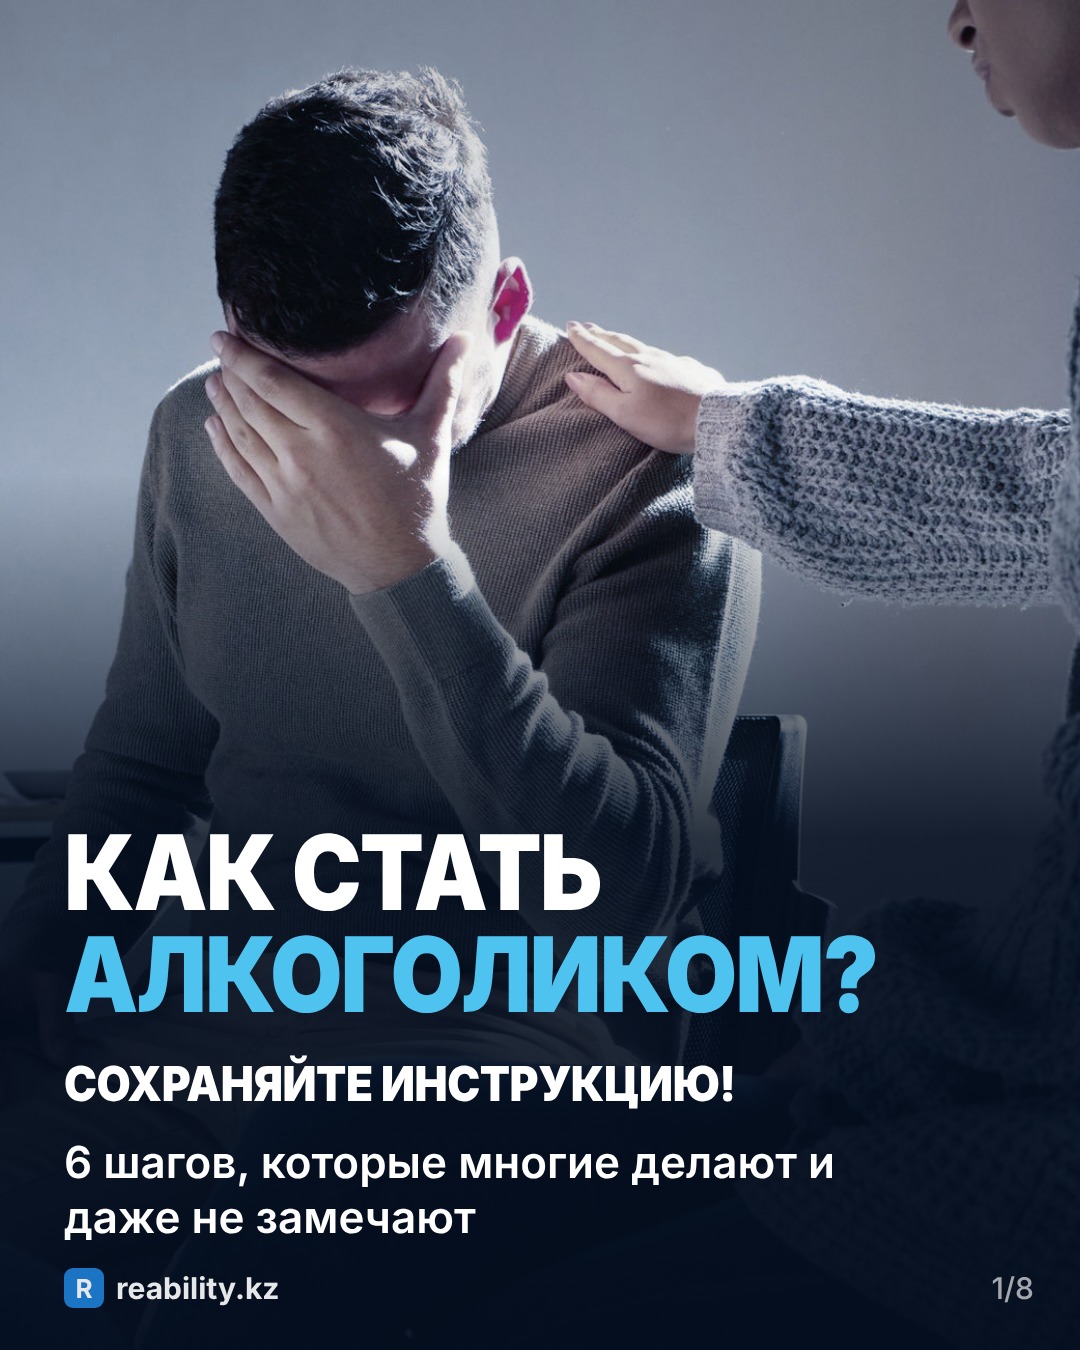 КАК СТАТЬ
АЛКОГОЛИКОМ?
СОХРАНЯЙТЕ ИНСТРУКЦИЮ!
6 шагов, которые многие делают и
даже не замечают
R reability.kz
1/8